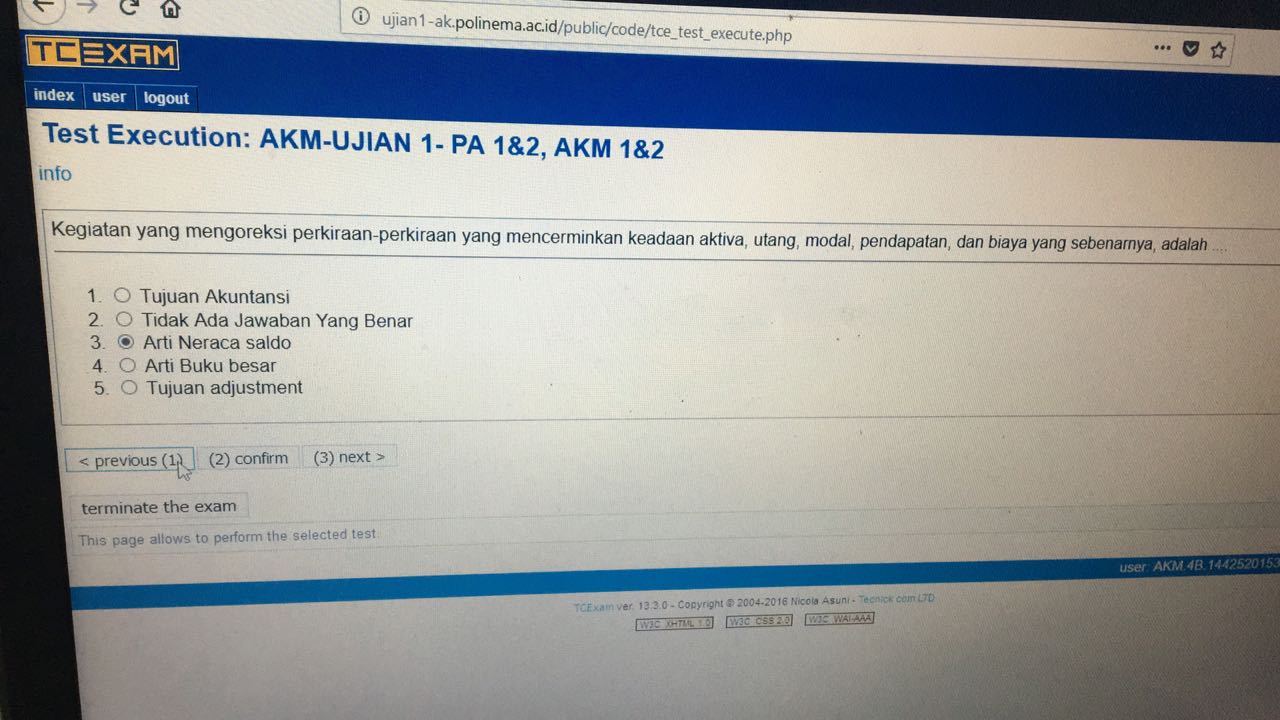 ujian1-ak.polinema.ac.id/public/code/tce_test_execute.php
TCEXAM
index user logout
Test Execution: AKM-UJIAN 1- PA 1&2, AKM 1&2
info
Kegiatan yang mengoreksi perkiraan-perkiraan yang mencerminkan keadaan aktiva, utang, modal, pendapatan, dan biaya yang sebenarnya, adalah ....
1. Tujuan Akuntansi
2. Tidak Ada Jawaban Yang Benar
3. Arti Neraca saldo
4. Arti Buku besar
5. Tujuan adjustment
< previous (1) (2) confirm (3) next >
terminate the exam
This page allows to perform the selected test.
user: AKM.4B.1442520153
TCExam ver. 13.3.0 - Copyright © 2004-2016 Nicola Asuni - Tecnick.com LTD
W3C XHTML 1.0 W3C CSS 2.0 W3C WAI-AAA